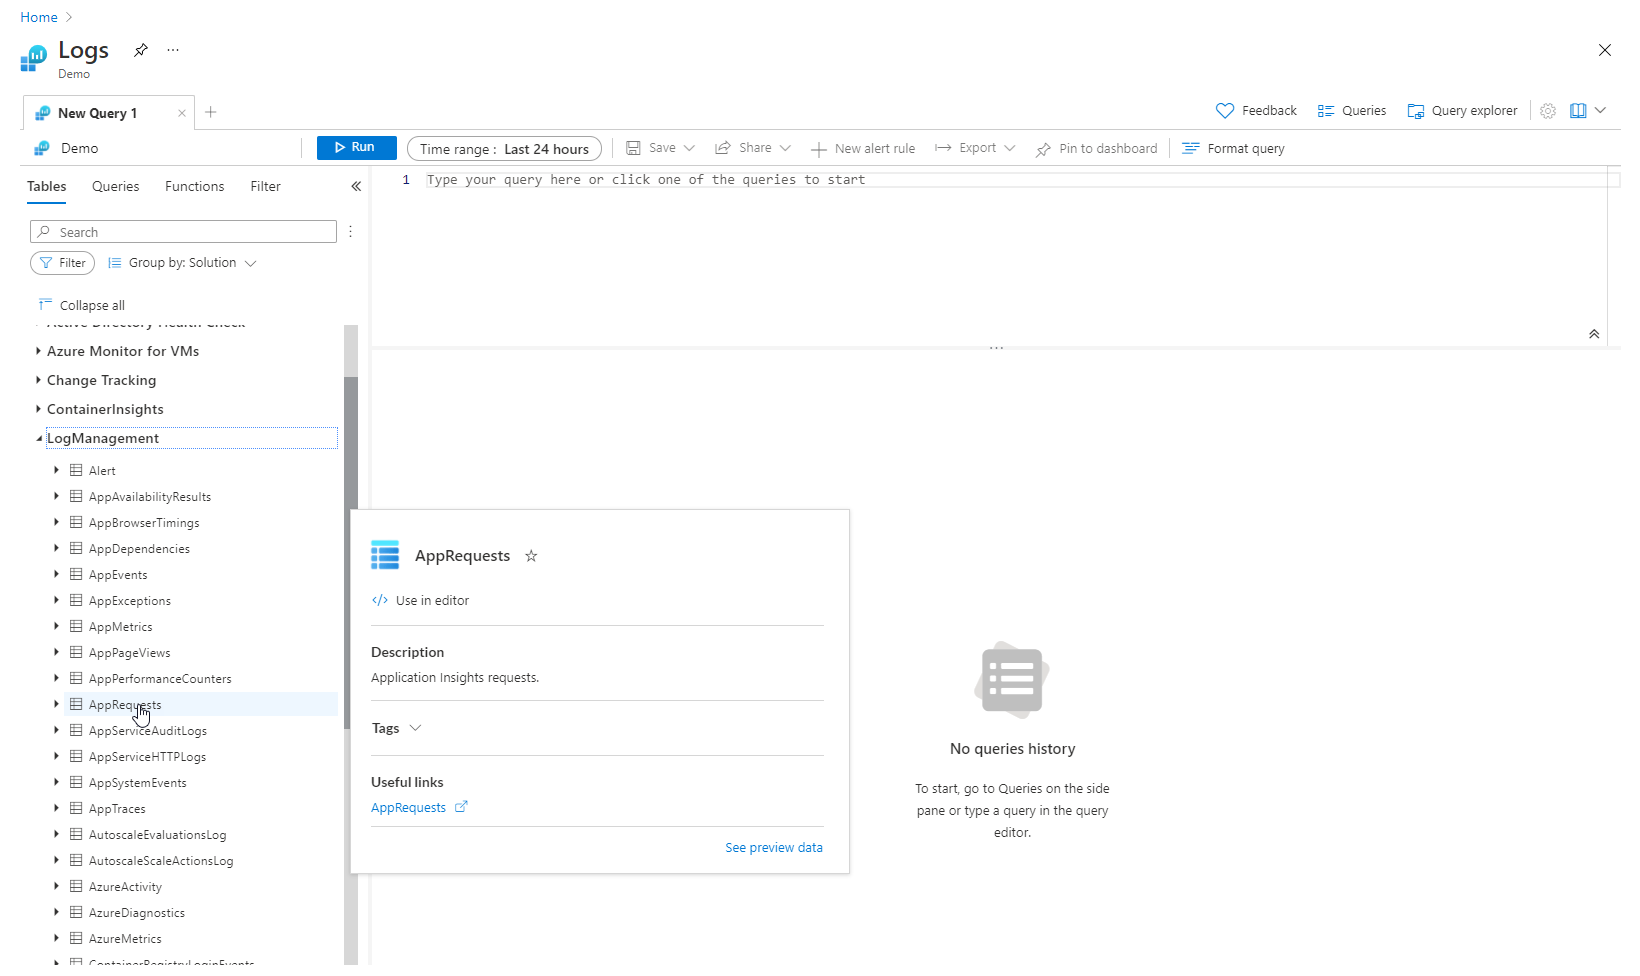 Home
Logs
Demo
New Query 1
Feedback
Queries
Query explorer
Demo
Run
Time range : Last 24 hours
Save
Share
New alert rule
Export
Pin to dashboard
Format query
Tables
Queries
Functions
Filter
1
Type your query here or click one of the queries to start
Search
Filter
Group by: Solution
Collapse all
Active Directory Health Check
Azure Monitor for VMs
Change Tracking
ContainerInsights
LogManagement
Alert
AppAvailabilityResults
AppBrowserTimings
AppDependencies
AppEvents
AppExceptions
AppMetrics
AppPageViews
AppPerformanceCounters
AppRequests
AppServiceAuditLogs
AppServiceHTTPLogs
AppSystemEvents
AppTraces
AutoscaleEvaluationsLog
AutoscaleScaleActionsLog
AzureActivity
AzureDiagnostics
AzureMetrics
ContainerRegistryLoginEvents
AppRequests
Use in editor
Description
Application Insights requests.
Tags
Useful links
AppRequests
See preview data
No queries history
To start, go to Queries on the side
pane or type a query in the query
editor.